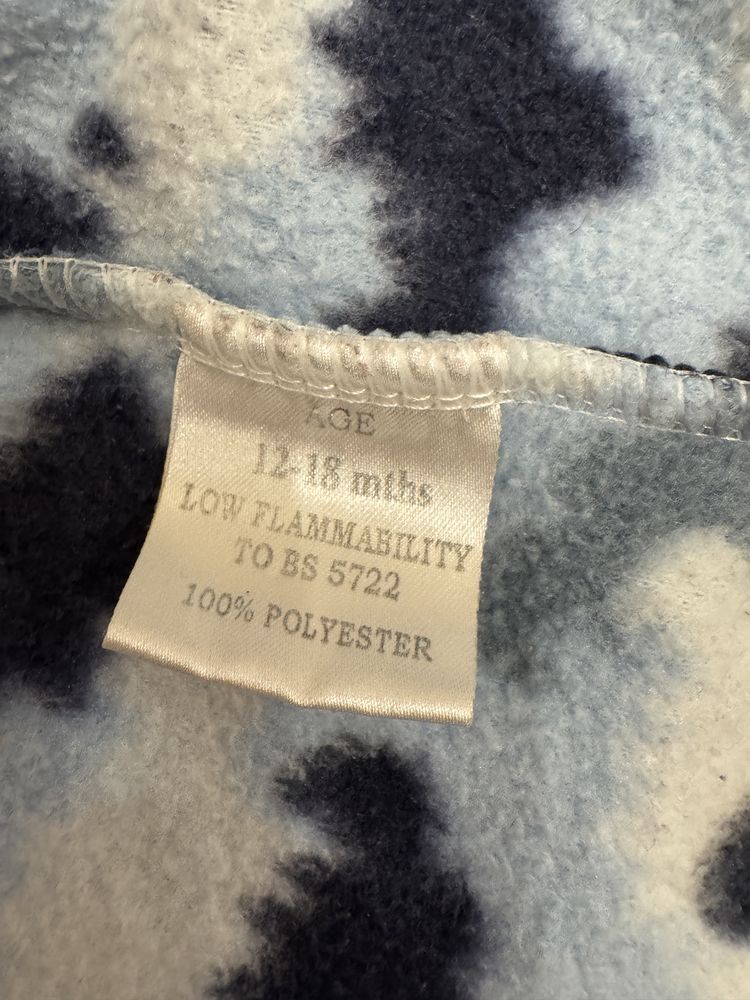 AGE
12-18 mths
LOW FLAMMABILITY
TO BS 5722
100% POLYESTER